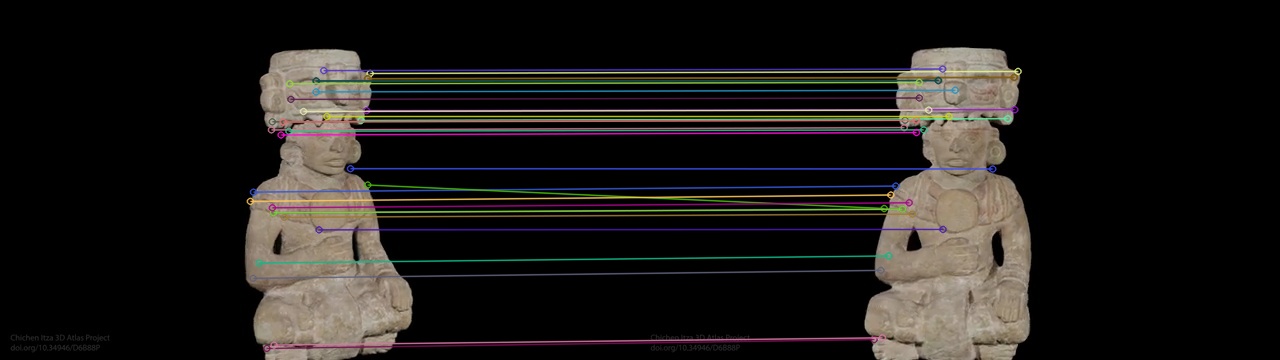 Chichen Itza 3D Atlas Project
doi.org/10.34946/D6B88P
Chichen Itza 3D Atlas Project
doi.org/10.34946/D6B88P